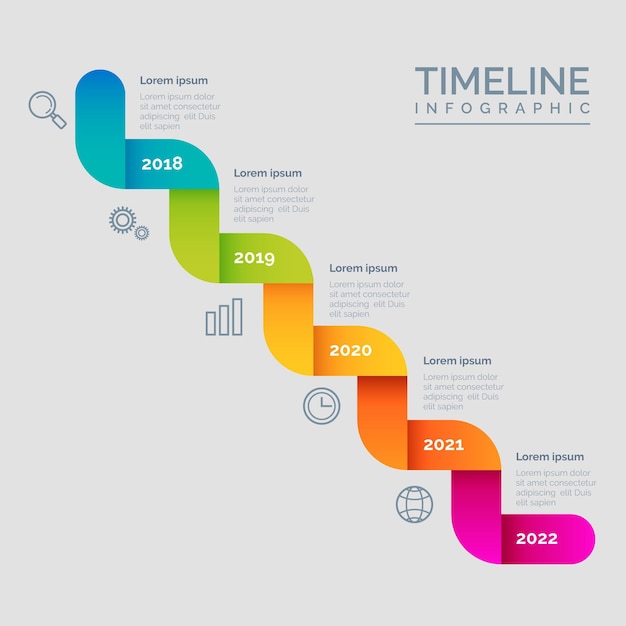 TIMELINE
INFOGRAPHIC
Lorem ipsum
Lorem ipsum dolor
sit amet consectetur
adipiscing elit
blandit arcu.
2018
Lorem ipsum
Lorem ipsum dolor
sit amet consectetur
adipiscing elit duis
elit sapien
2019
Lorem ipsum
Lorem ipsum dolor
sit amet consectetur
adipiscing elit duis
elit sapien
2020
Lorem ipsum
Lorem ipsum dolor
sit amet consectetur
adipiscing elit duis
elit sapien
2021
Lorem ipsum
Lorem ipsum dolor
sit amet consectetur
adipiscing elit duis
elit sapien
2022